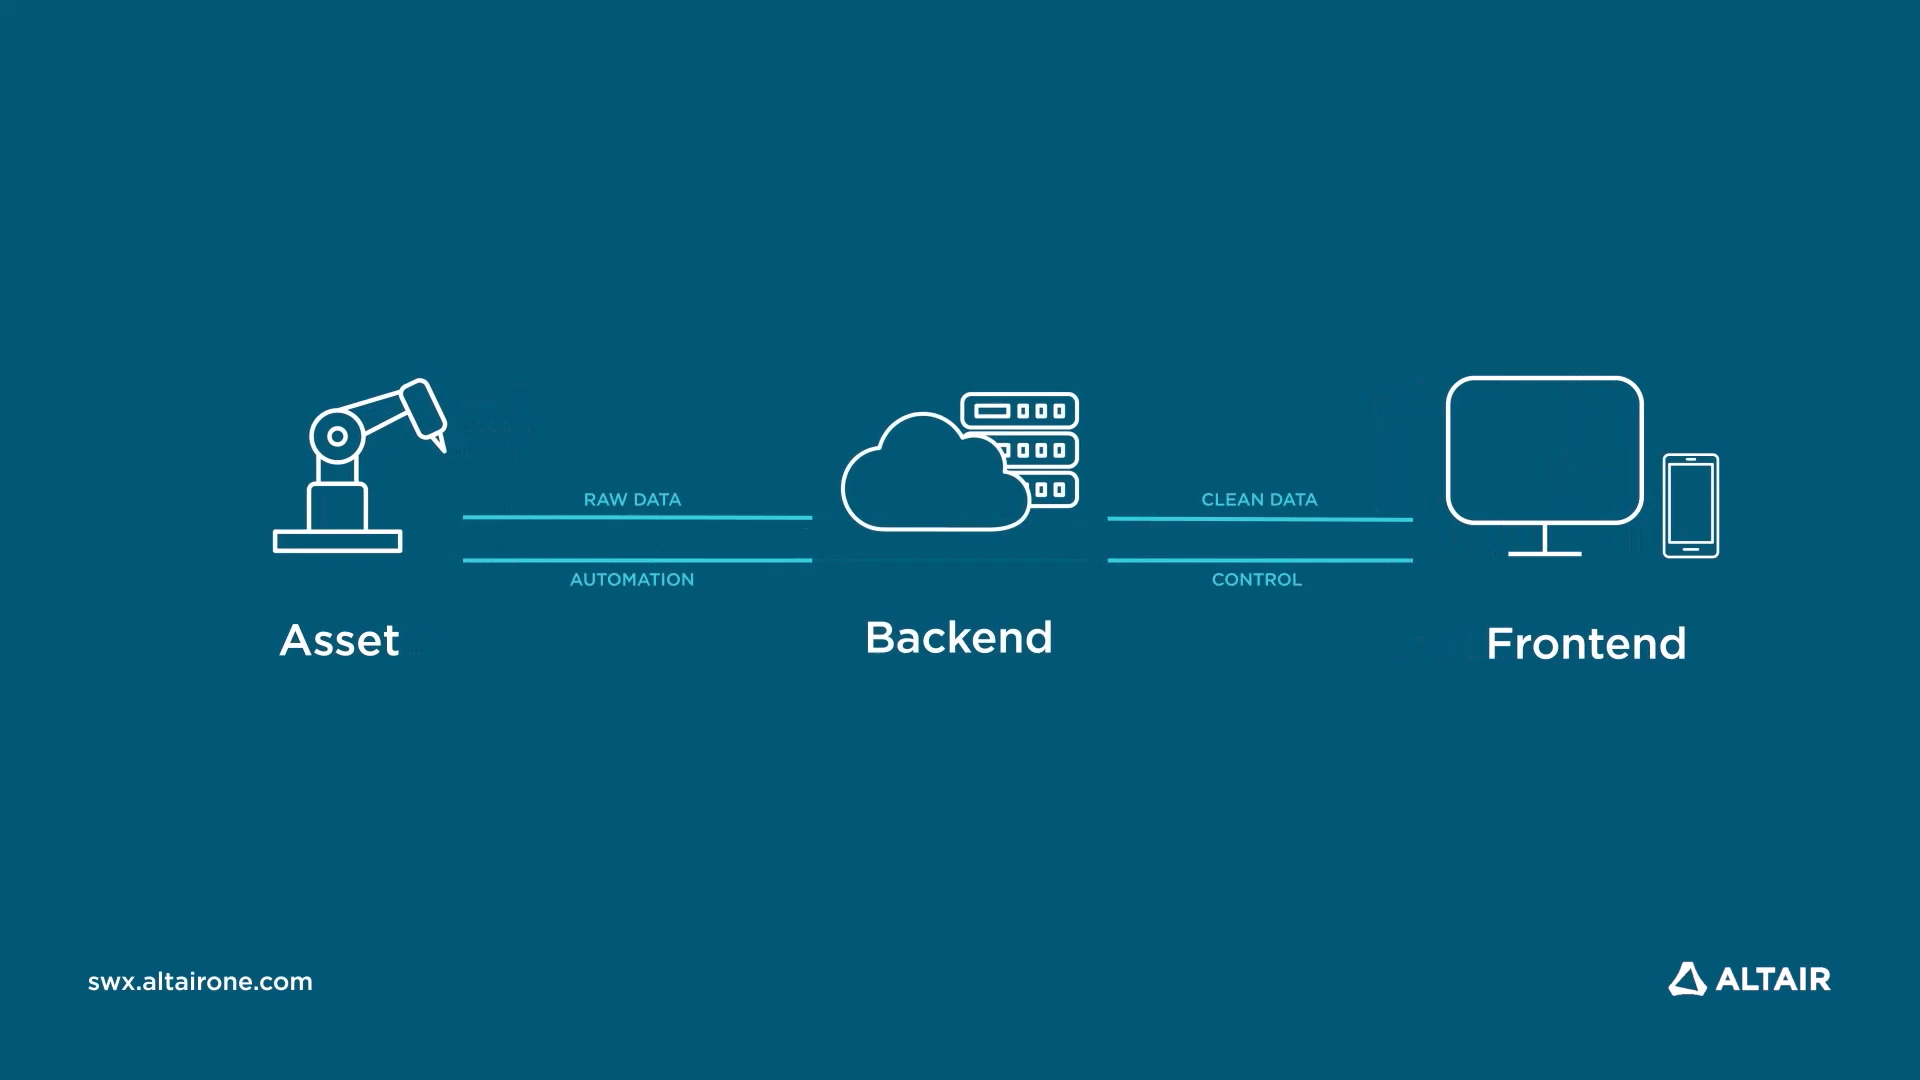 RAW DATA
CLEAN DATA
AUTOMATION
CONTROL
Asset
Backend
Frontend
swx.altairone.com
ALTAIR